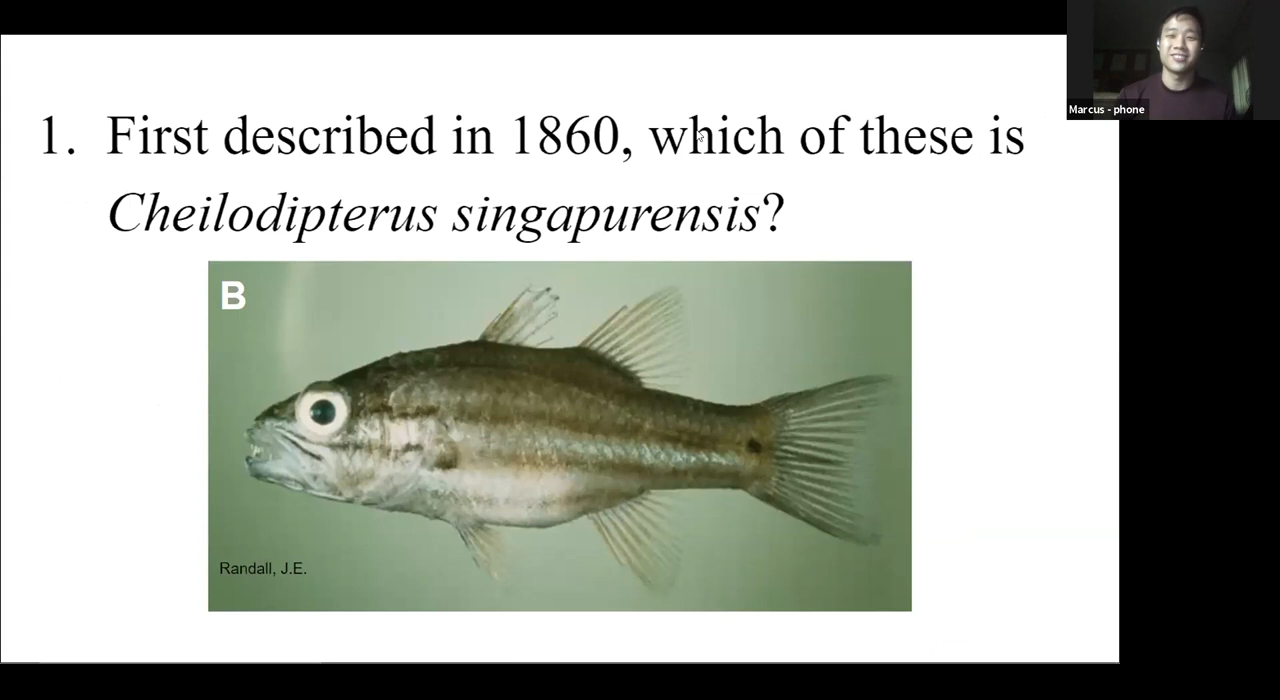 Marcus - phone
1. First described in 1860, which of these is
Cheilodipterus singapurensis?
B
Randall, J.E.